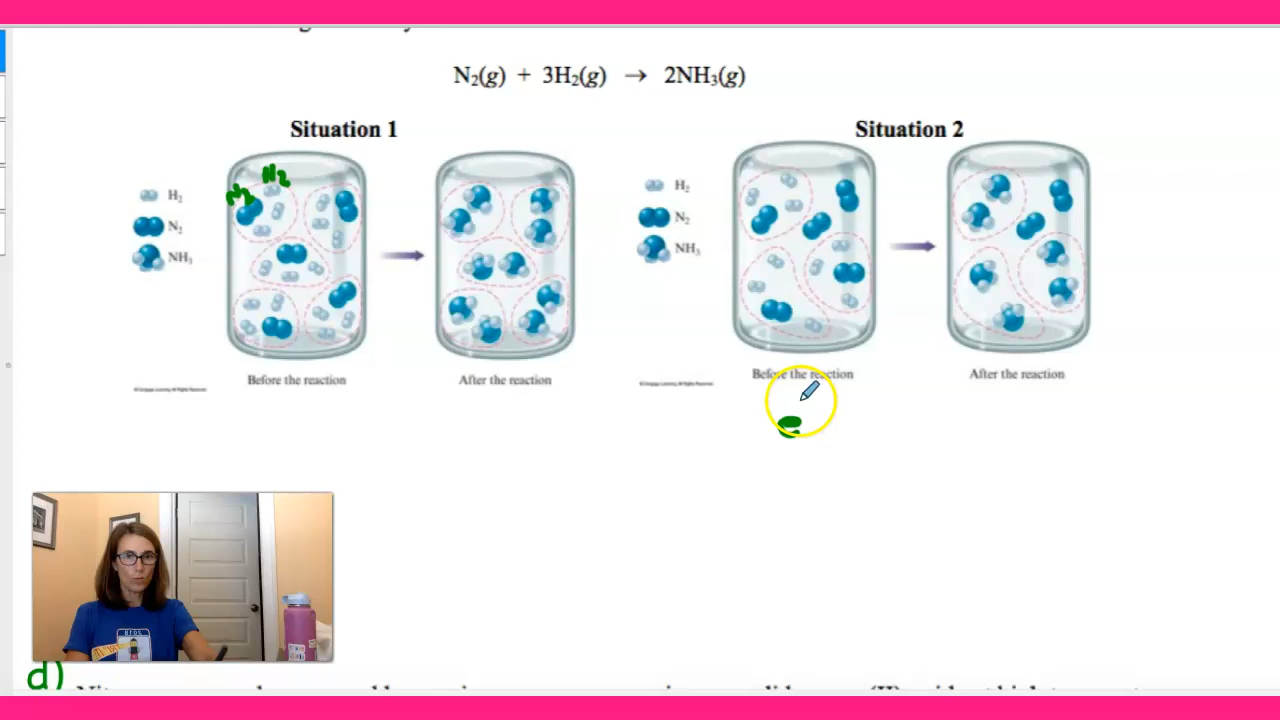 N₂(g) + 3H₂(g) → 2NH₃(g)
Situation 1
Situation 2
N₂
H₂
H₂
N₂
NH₃
H₂
N₂
NH₃
Before the reaction
After the reaction
Before the reaction
After the reaction
d)